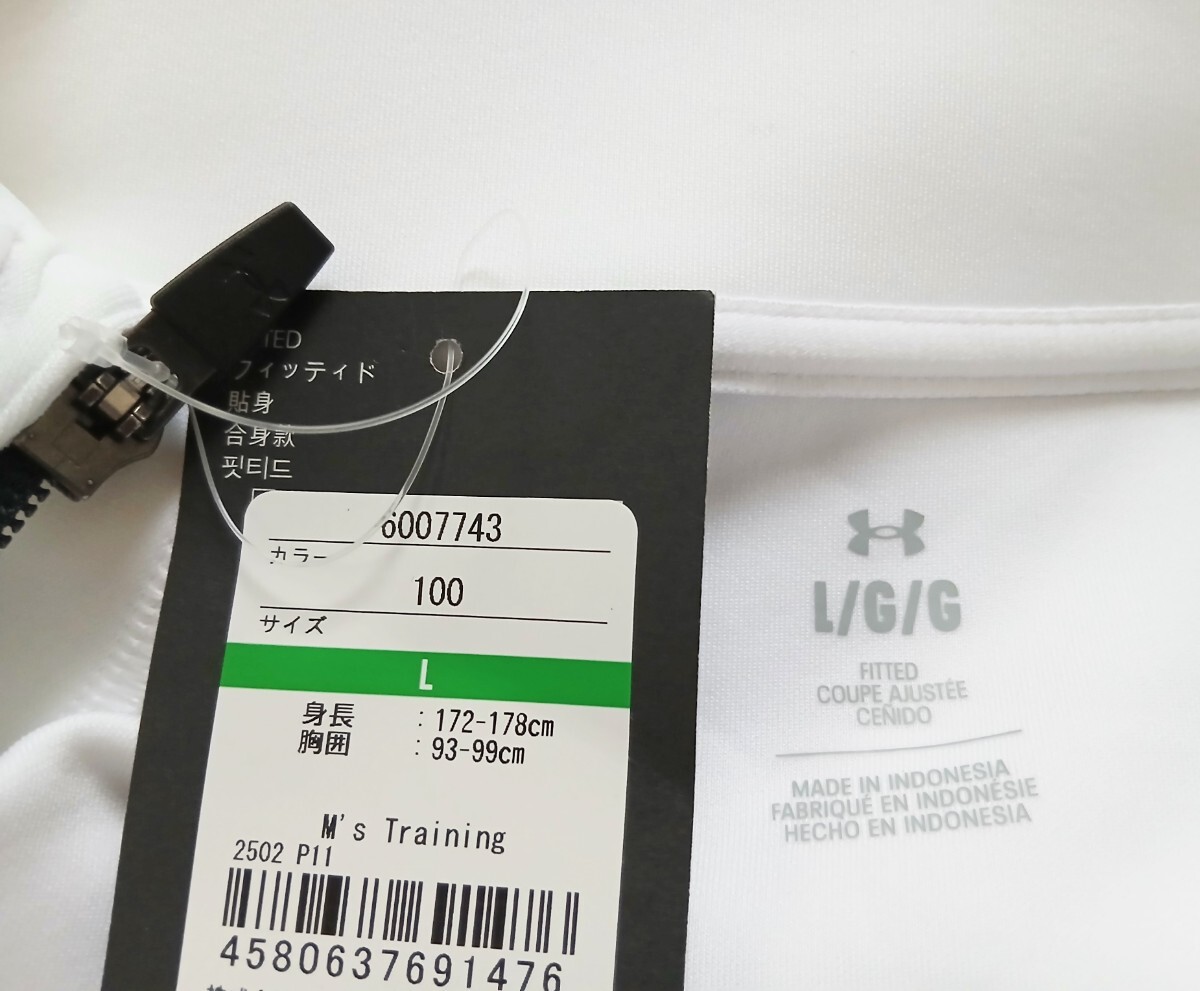 フィッティド
貼身
合身款
핏티드
6007743
カラー
100
サイズ
L
身長 : 172-178cm
胸囲 : 93-99cm
M's Training
2502 P11
4580637691476
L/G/G
FITTED
COUPE AJUSTÉE
CEÑIDO
MADE IN INDONESIA
FABRIQUÉ EN INDONÉSIE
HECHO EN INDONESIA